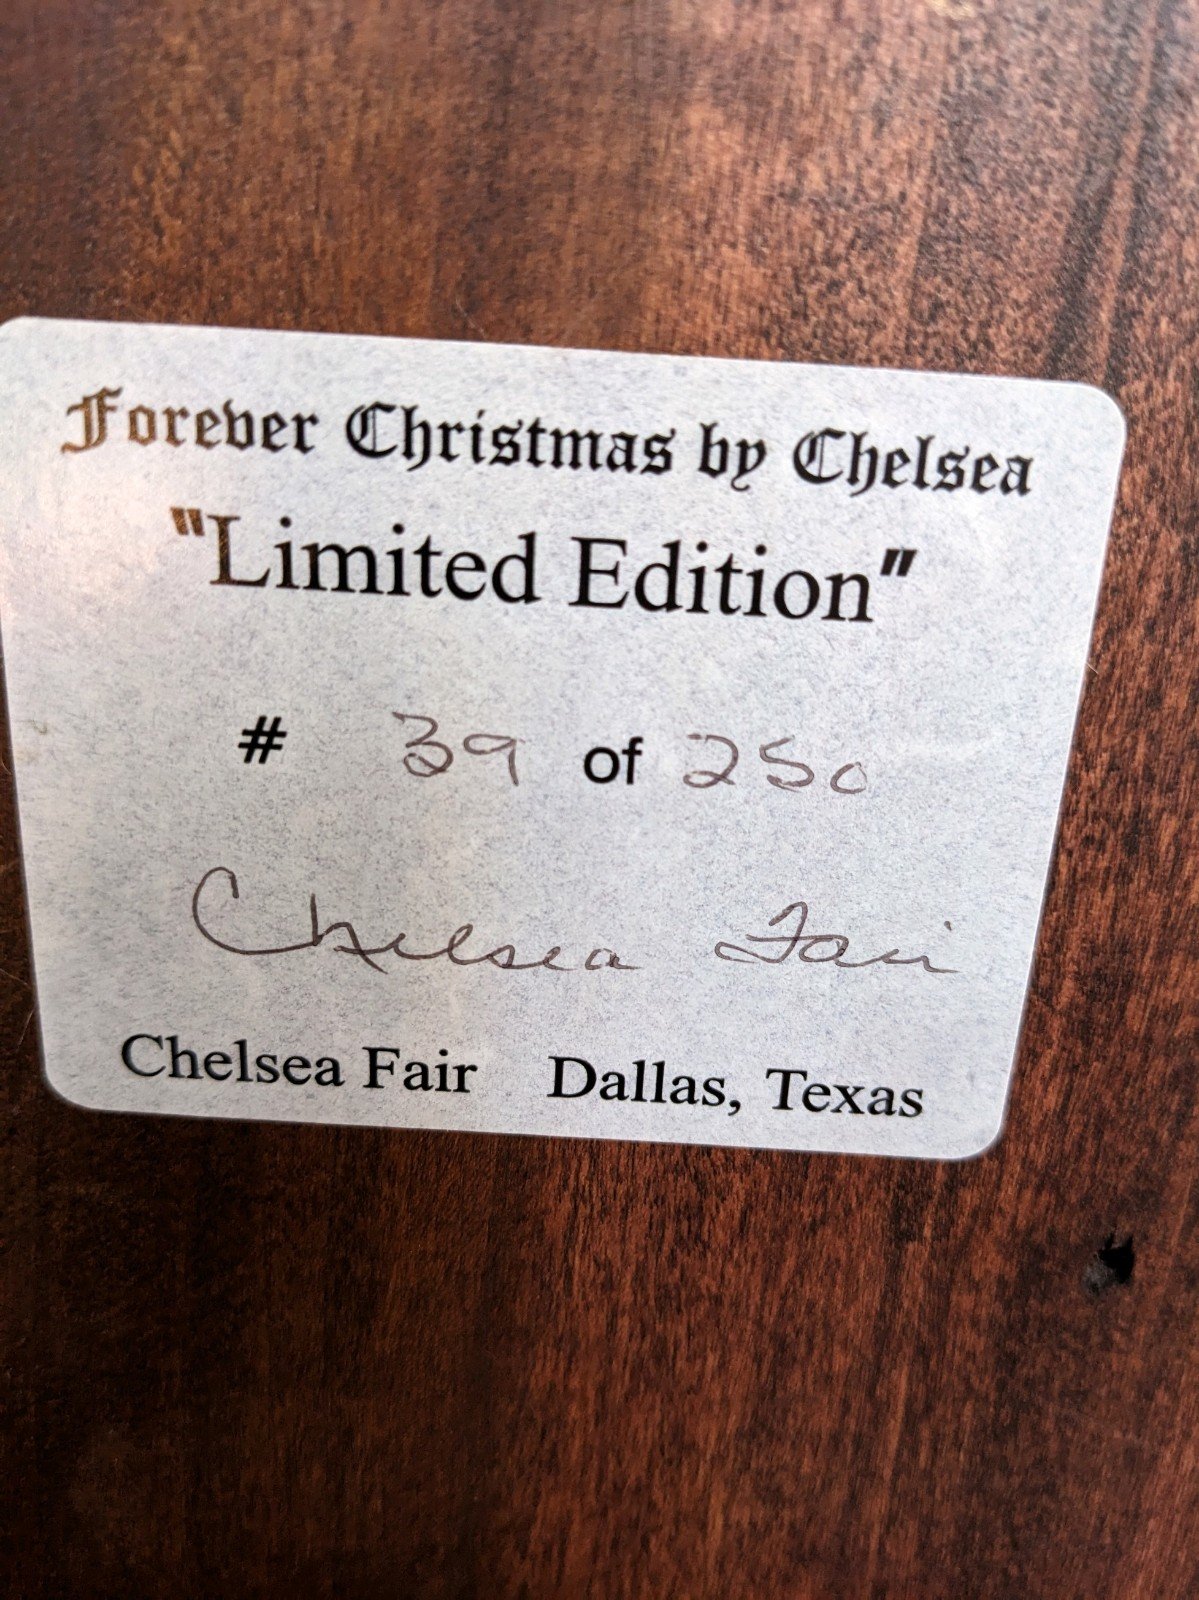 Forever Christmas by Chelsea
"Limited Edition"
# 39 of 250
Chelsea Fair
Chelsea Fair Dallas, Texas